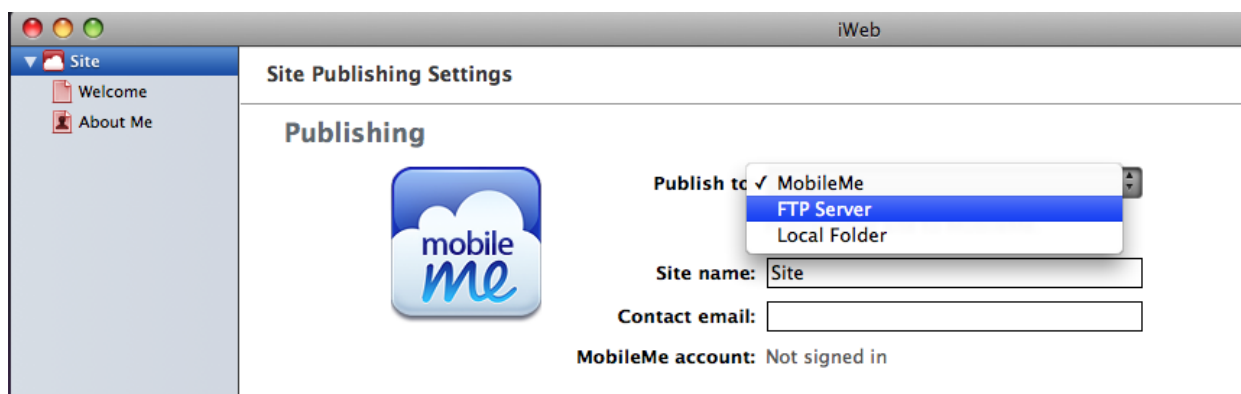 iWeb
Site
Welcome
About Me
Site Publishing Settings
Publishing
mobile
me
Publish to
✓ MobileMe
FTP Server
Local Folder
Site name: Site
Contact email:
MobileMe account: Not signed in